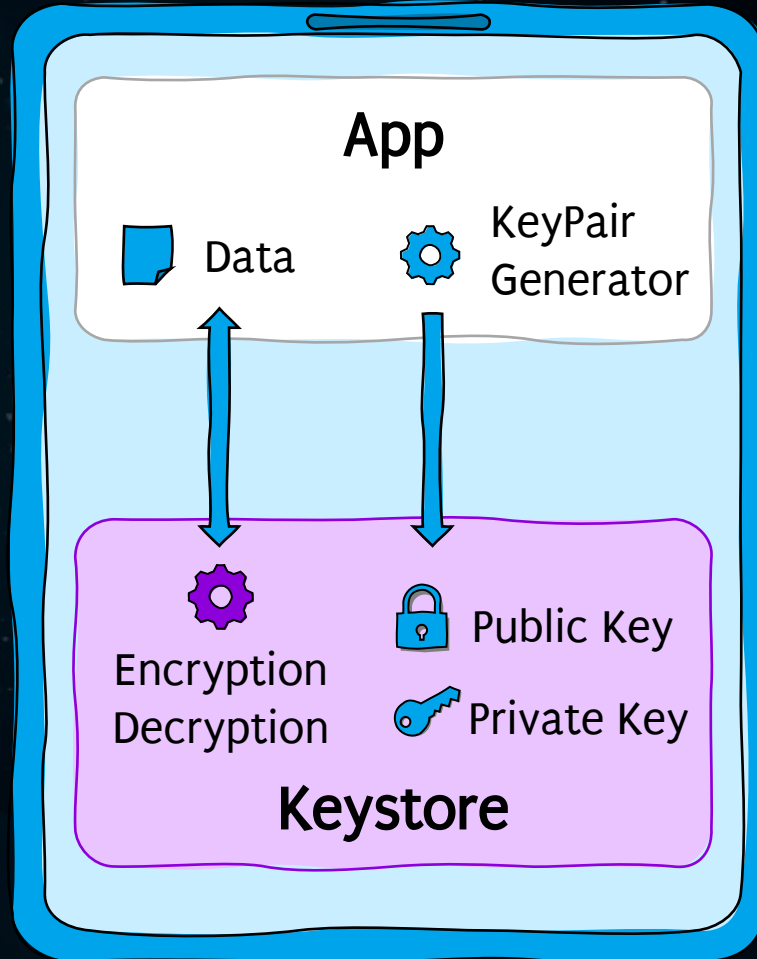 App
Data
KeyPair
Generator
Encryption
Decryption
Public Key
Private Key
Keystore